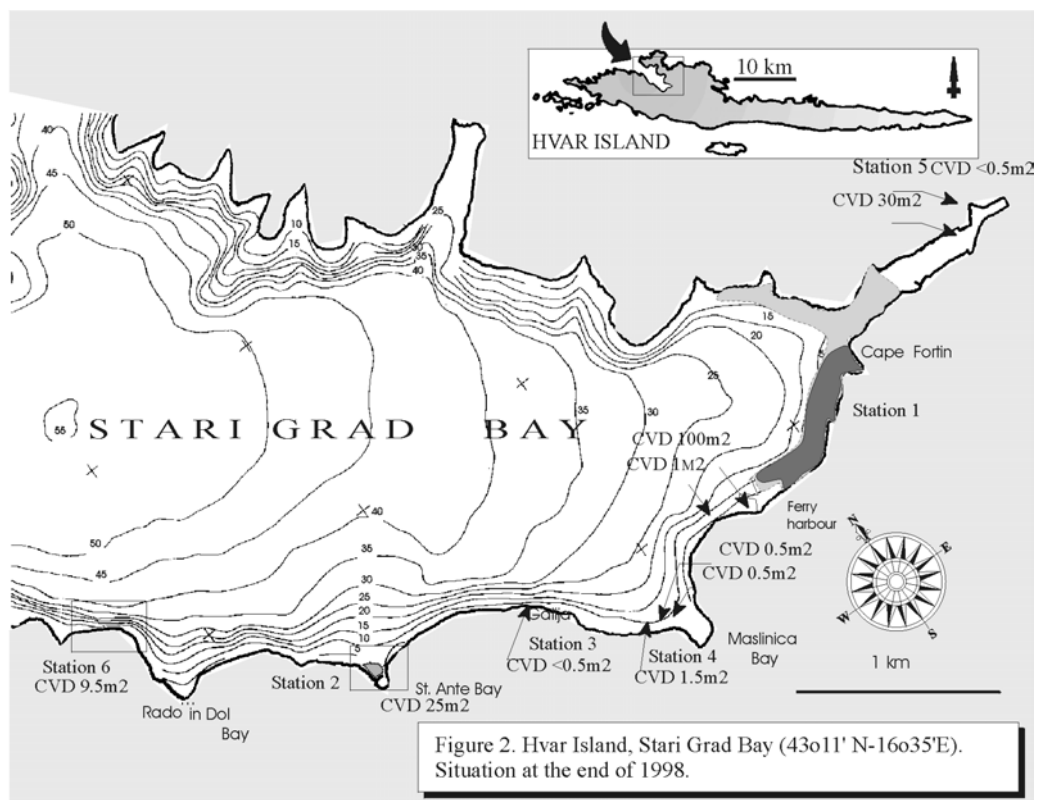 10 km
HVAR ISLAND
Station 5 CVD <0.5m2
CVD 30m2
40
45
50
10
15
25
30
35
40
15
20
5
25
Cape Fortin
Station 1
55
STARI GRAD BAY
35
30
CVD 100m2
CVD 1M2
Ferry
harbour
40
50
45
35
30
25
20
15
10
5
CVD 0.5m2
CVD 0.5m2
N
E
W
S
Galija
Station 3
CVD <0.5m2
Station 4
CVD 1.5m2
Maslinica
Bay
1 km
Station 6
CVD 9.5m2
Station 2
St. Ante Bay
CVD 25m2
Rado in Dol
Bay
Figure 2. Hvar Island, Stari Grad Bay (43o11' N-16o35'E).
Situation at the end of 1998.